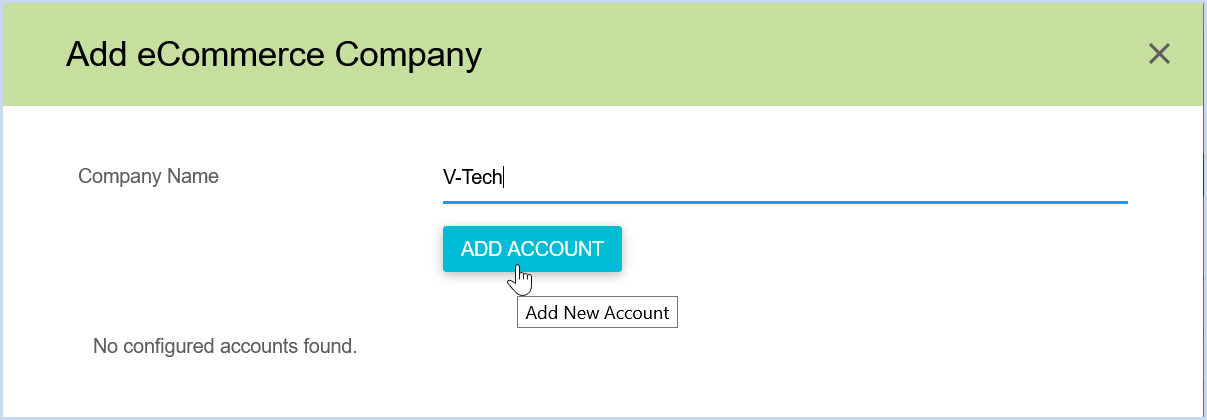 Add eCommerce Company
Company Name
V-Tech
ADD ACCOUNT
Add New Account
No configured accounts found.